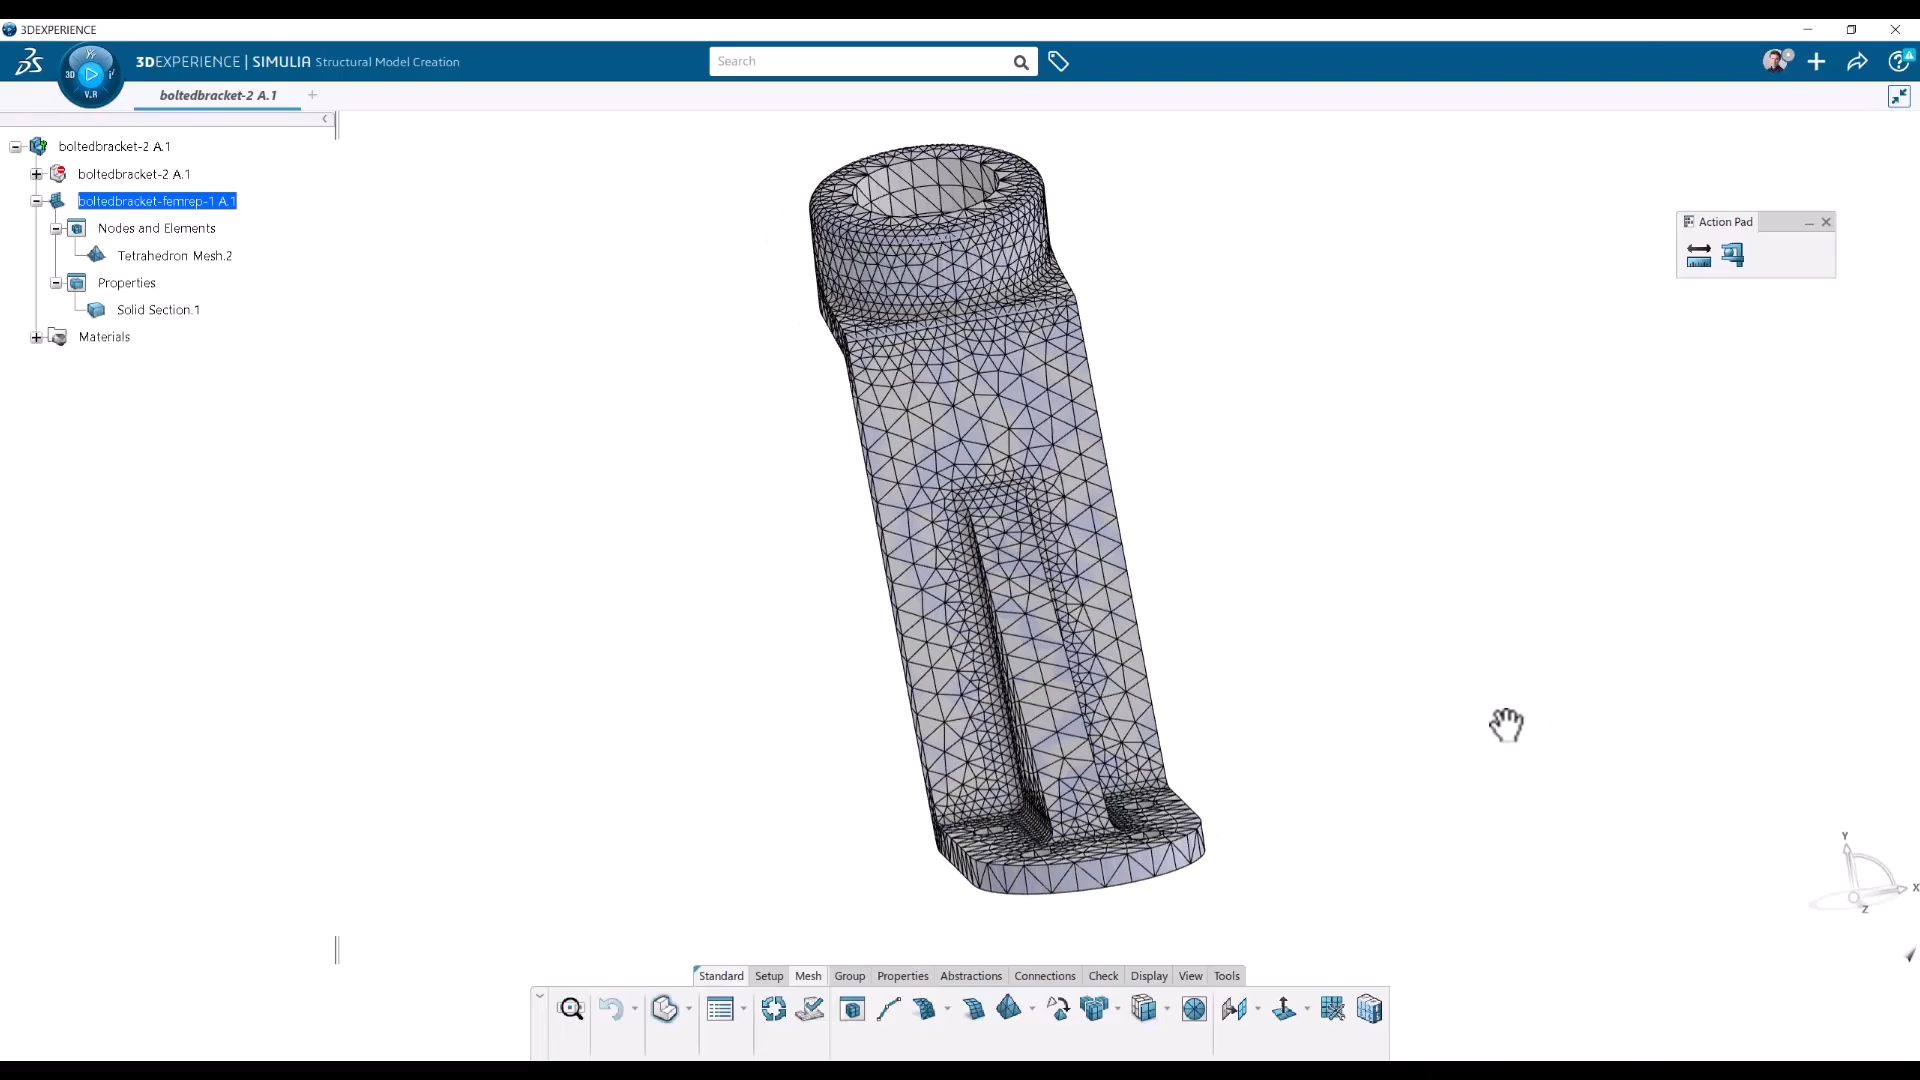 3DEXPERIENCE
3DEXPERIENCE | SIMULIA Structural Model Creation
Search
3D
V.R
boltedbracket-2 A.1
boltedbracket-2 A.1
boltedbracket-2 A.1
boltedbracket-femrep-1 A.1
Nodes and Elements
Tetrahedron Mesh.2
Properties
Solid Section.1
Materials
Action Pad
Y
X
Z
Standard Setup Mesh Group Properties Abstractions Connections Check Display View Tools